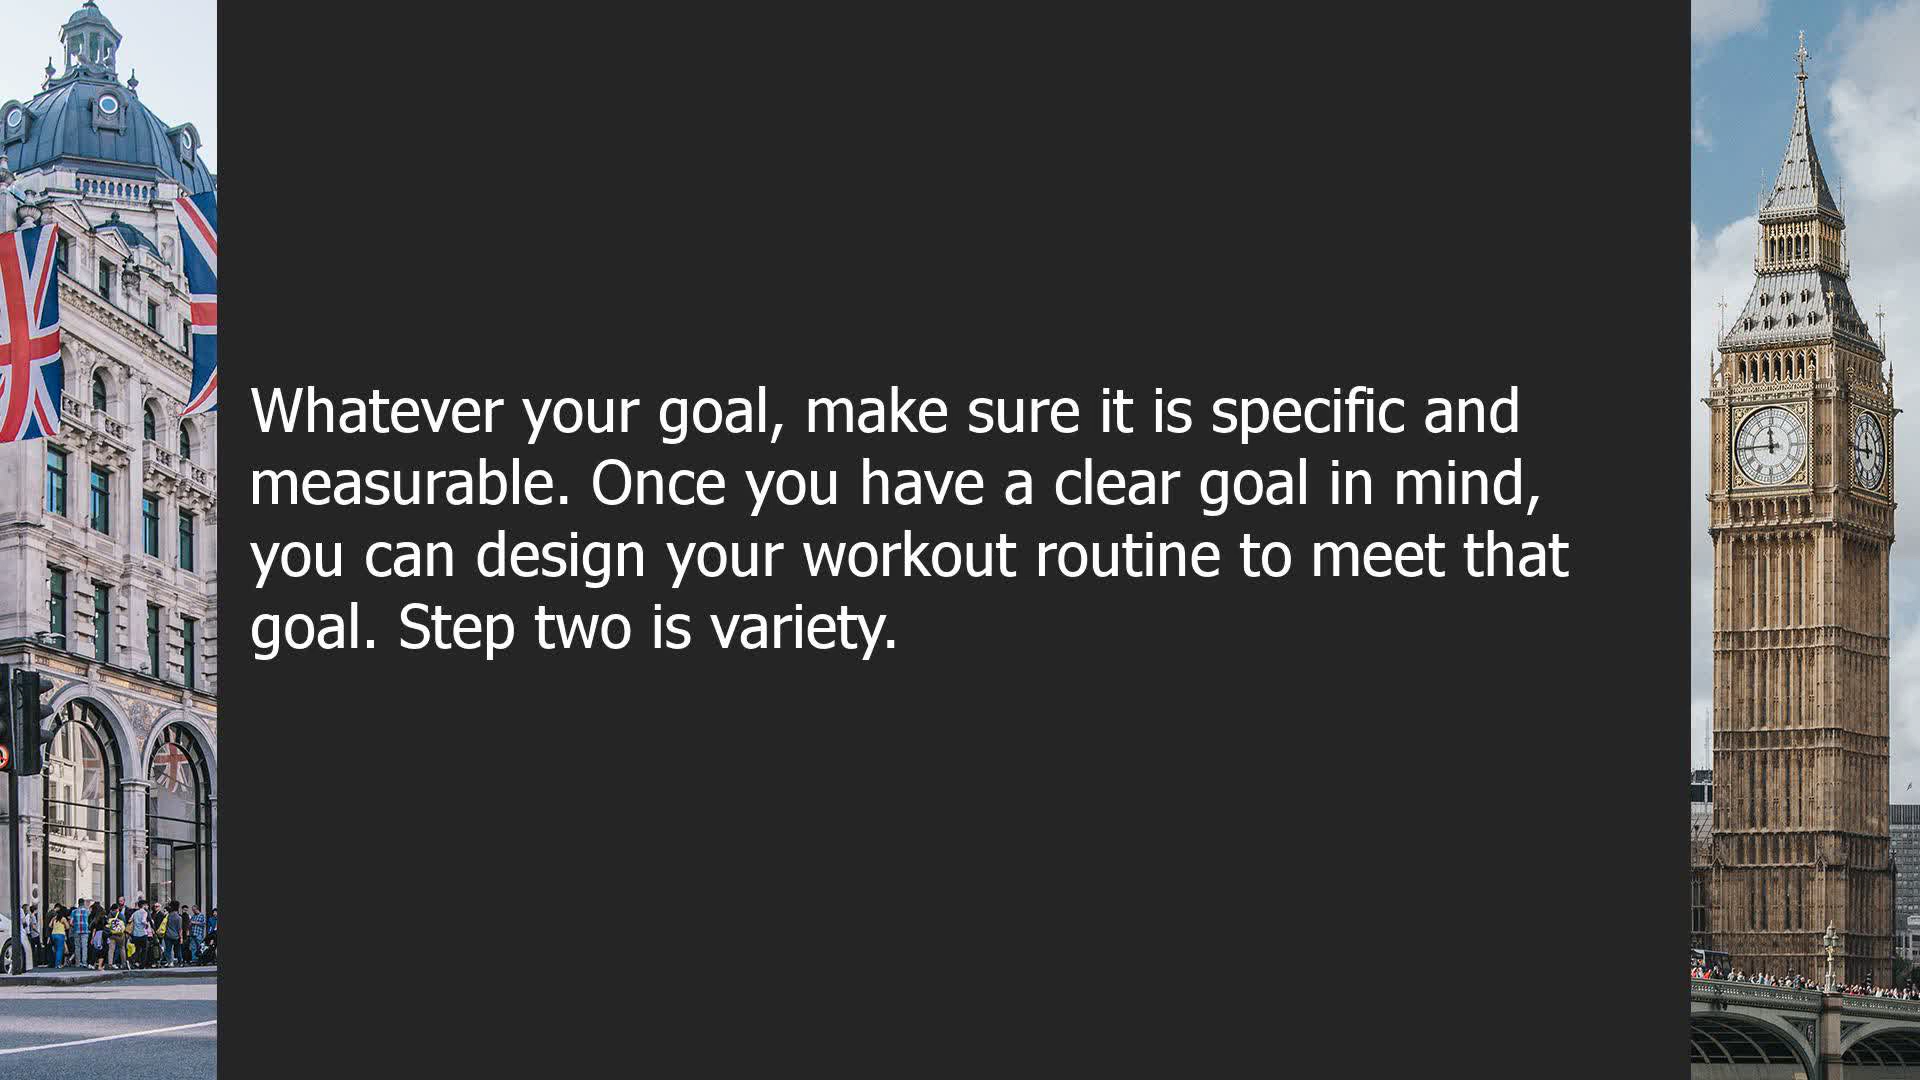 Whatever your goal, make sure it is specific and
measurable. Once you have a clear goal in mind,
you can design your workout routine to meet that
goal. Step two is variety.